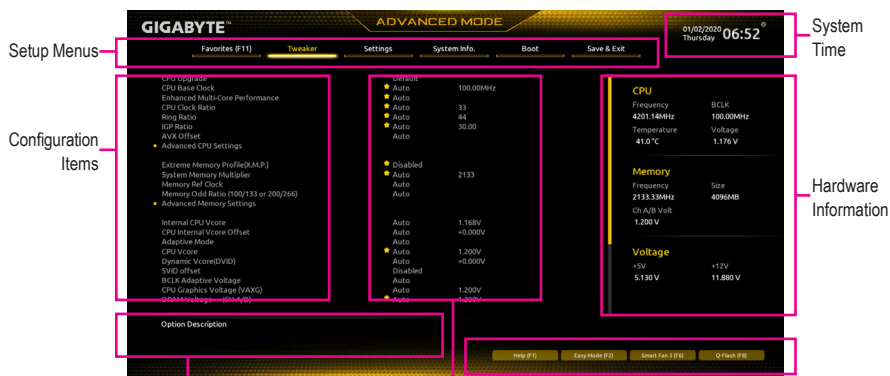 GIGABYTE™
ADVANCED MODE
01/02/2020
Thursday
06:52
System
Time
Setup Menus
Favorites (F11) Tweaker Settings System Info. Boot Save & Exit
Configuration
Items
CPU Upgrade Default
CPU Base Clock Auto 100.00MHz
Enhanced Multi-Core Performance Auto
CPU Clock Ratio Auto 33
Ring Ratio Auto 44
IGP Ratio Auto 30.00
AVX Offset Auto
Advanced CPU Settings
Extreme Memory Profile(X.M.P.) Disabled
System Memory Multiplier Auto 2133
Memory Ref Clock Auto
Memory Odd Ratio (100/133 or 200/266) Auto
Advanced Memory Settings
Internal CPU Vcore Auto 1.168V
CPU Internal Vcore Offset Auto +0.000V
Adaptive Mode Auto
CPU Vcore Auto 1.200V
Dynamic Vcore(DVID) Auto +0.000V
SVID offset Disabled
BCLK Adaptive Voltage Auto
CPU Graphics Voltage (VAXG) Auto 1.200V
DRAM Voltage (CH A/B) Auto 1.200V
CPU
Frequency BCLK
4201.14MHz 100.00MHz
Temperature Voltage
41.0°C 1.176 V
Memory
Frequency Size
2133.33MHz 4096MB
Ch A/B Volt
1.200 V
Voltage
+5V +12V
5.130 V 11.880 V
Hardware
Information
Option Description
Help (F1) Easy Mode (F2) Smart Fan 5 (F6) Q-Flash (F8)